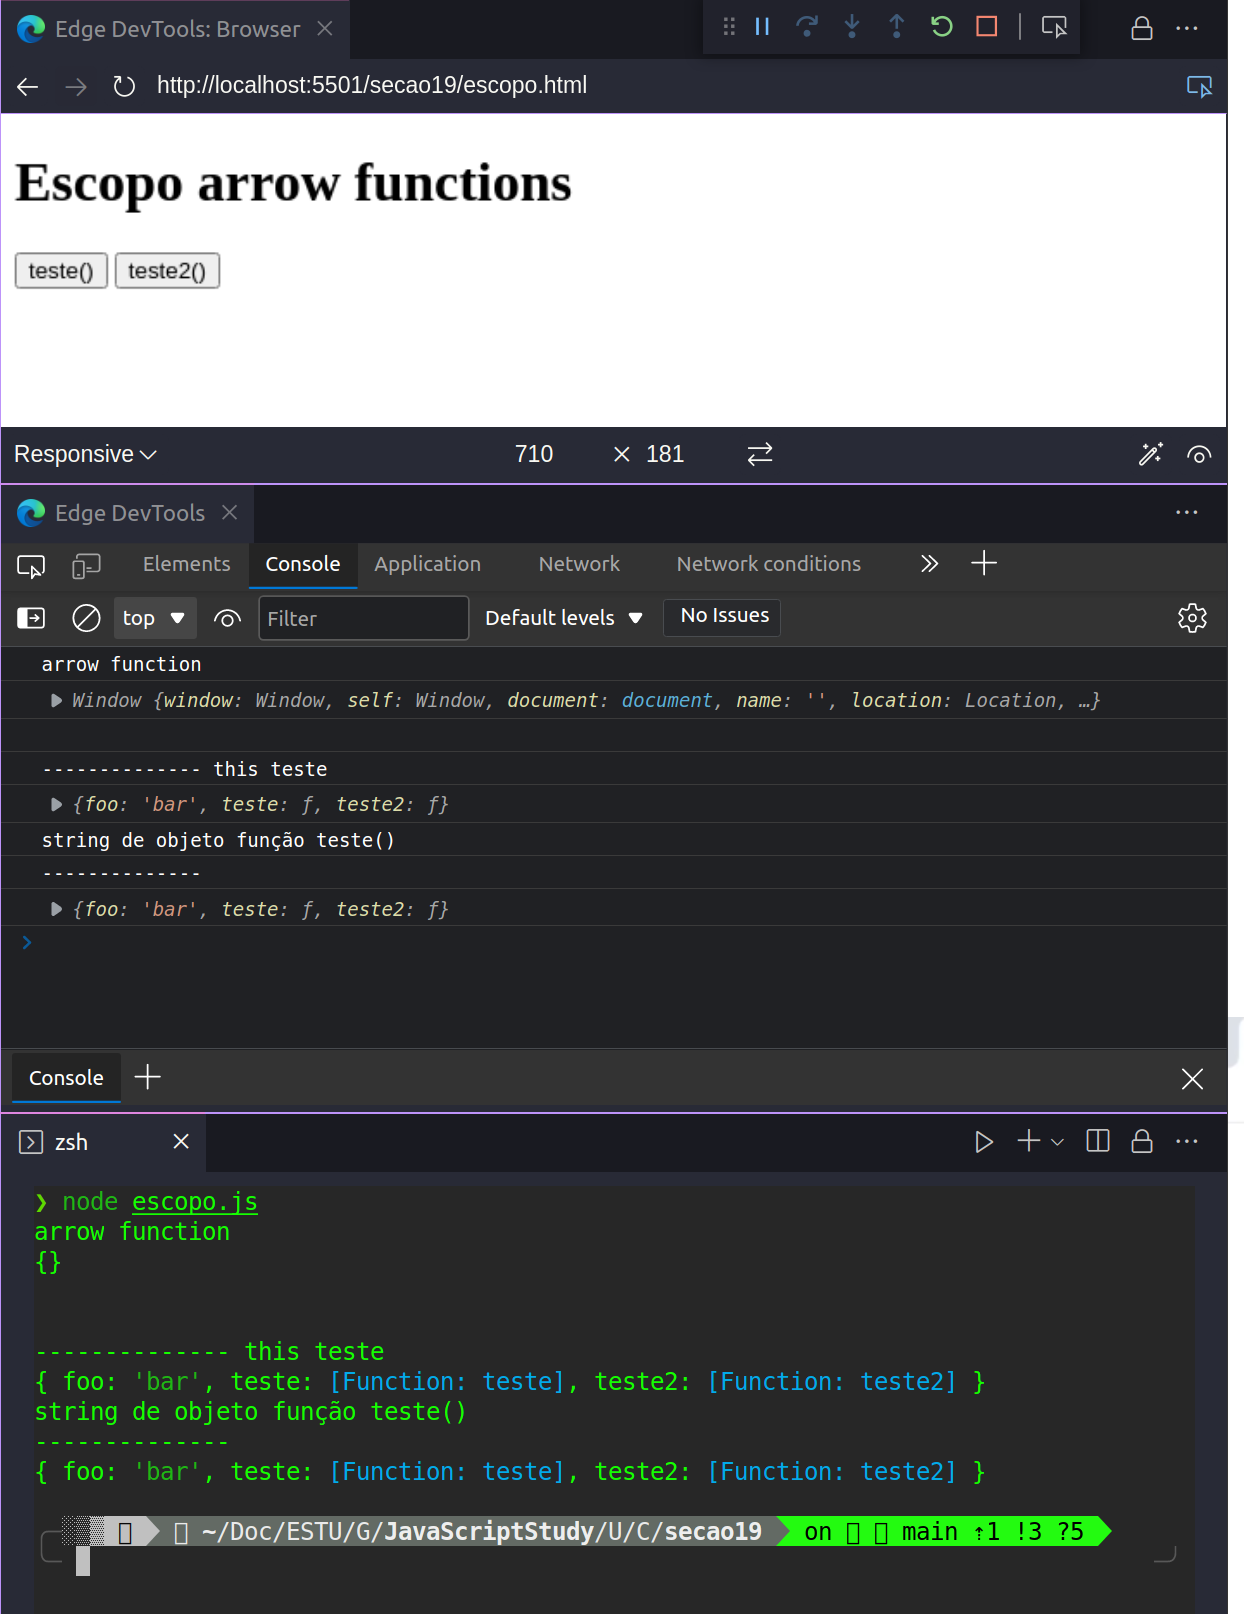 Edge DevTools: Browser
http://localhost:5501/secao19/escopo.html
Escopo arrow functions
teste() teste2()
Responsive 710 × 181
Edge DevTools
Elements Console Application Network Network conditions
top Filter Default levels No Issues
arrow function
Window {window: Window, self: Window, document: document, name: '', location: Location, …}
-------------- this teste
{foo: 'bar', teste: ƒ, teste2: ƒ}
string de objeto função teste()
--------------
{foo: 'bar', teste: ƒ, teste2: ƒ}
Console
zsh
❯ node escopo.js
arrow function
{}
-------------- this teste
{ foo: 'bar', teste: [Function: teste], teste2: [Function: teste2] }
string de objeto função teste()
--------------
{ foo: 'bar', teste: [Function: teste], teste2: [Function: teste2] }
~/Doc/ESTU/G/JavaScriptStudy/U/C/secao19 on main ⇡1 !3 ?5